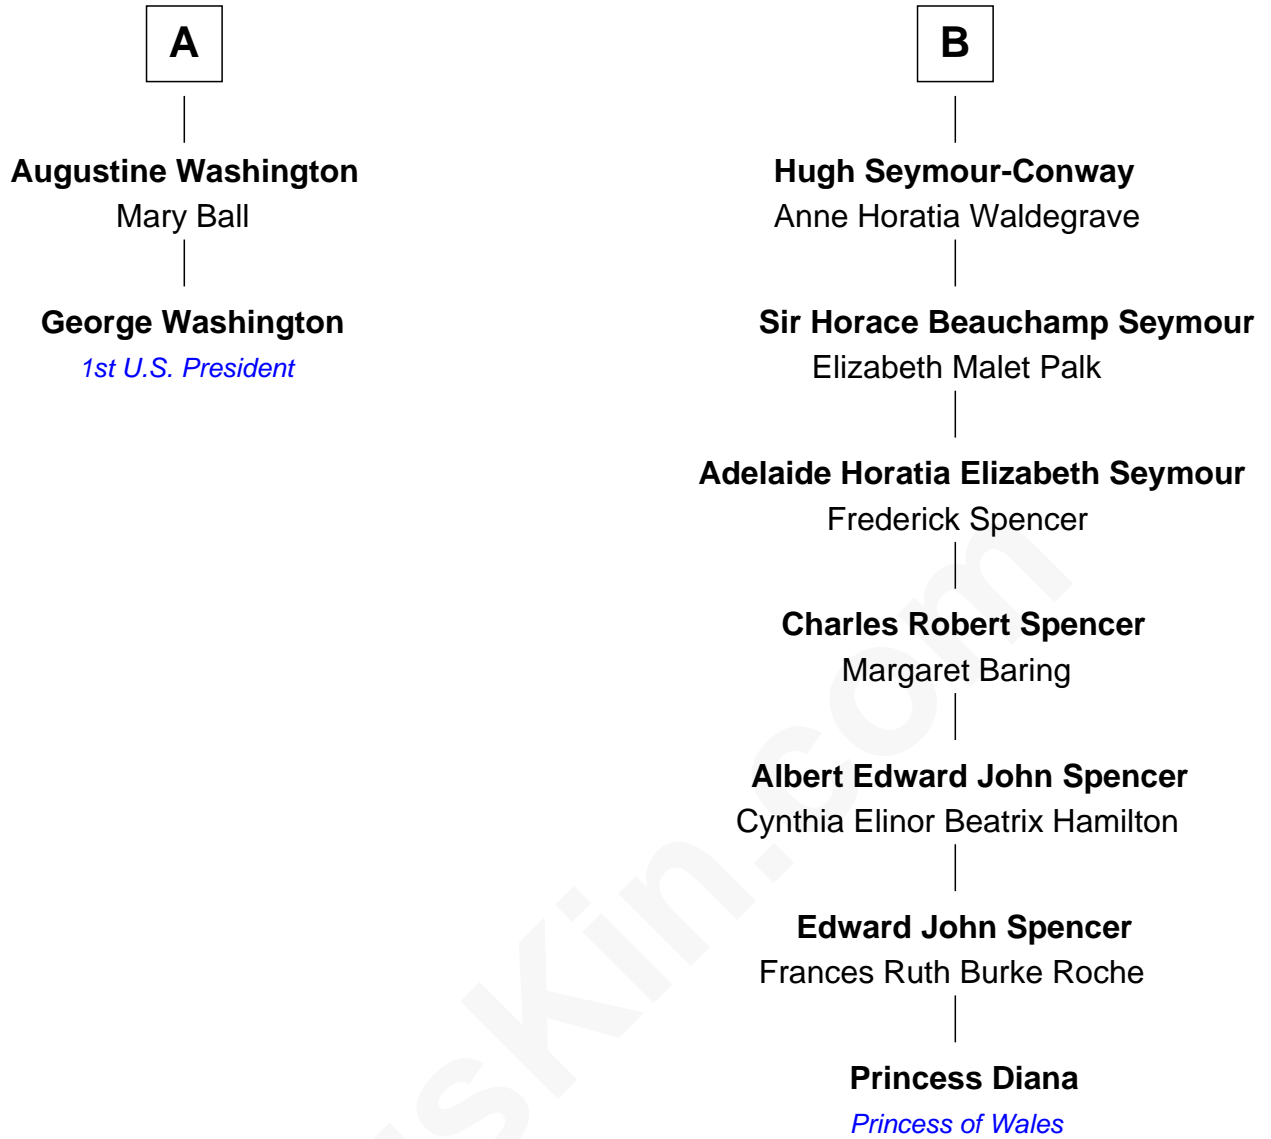 A
Augustine Washington
Mary Ball
George Washington
1st U.S. President
B
Hugh Seymour-Conway
Anne Horatia Waldegrave
Sir Horace Beauchamp Seymour
Elizabeth Malet Palk
Adelaide Horatia Elizabeth Seymour
Frederick Spencer
Charles Robert Spencer
Margaret Baring
Albert Edward John Spencer
Cynthia Elinor Beatrix Hamilton
Edward John Spencer
Frances Ruth Burke Roche
Princess Diana
Princess of Wales
usKin.com